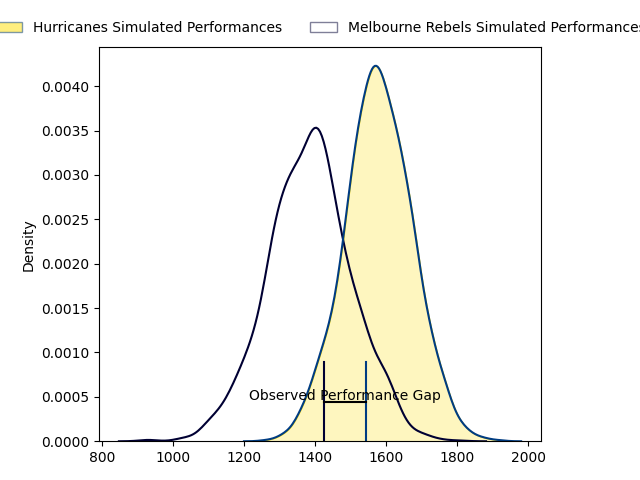 Hurricanes Simulated Performances
Melbourne Rebels Simulated Performances
Density
0.0040
0.0035
0.0030
0.0025
0.0020
0.0015
0.0010
0.0005
0.0000
Observed Performance Gap
800 1000 1200 1400 1600 1800 2000